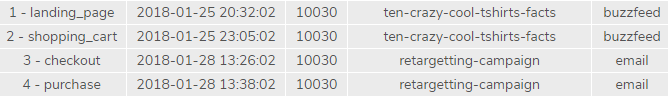 1 - landing_page 2018-01-25 20:32:02 10030 ten-crazy-cool-tshirts-facts buzzfeed
2 - shopping_cart 2018-01-25 23:05:02 10030 ten-crazy-cool-tshirts-facts buzzfeed
3 - checkout 2018-01-28 13:26:02 10030 retargetting-campaign email
4 - purchase 2018-01-28 13:38:02 10030 retargetting-campaign email